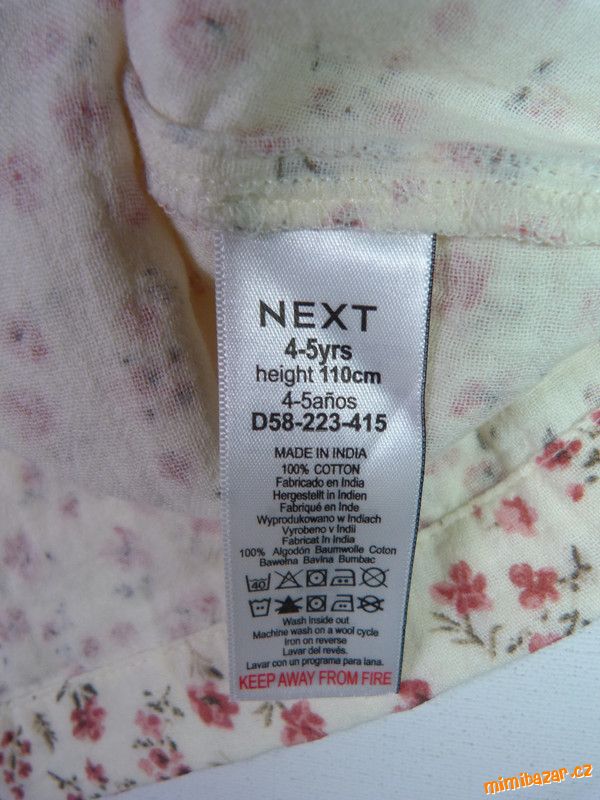 NEXT
4-5yrs
height 110cm
4-5años
D58-223-415
MADE IN INDIA
100% COTTON
Fabricado en India
Hergestellt in Indien
Fabriqué en Inde
Wyprodukowano w Indiach
Vyrobeno v Indii
Fabricat în India
100% Algodón Baumwolle Coton
Bawełna Bavlna Bumbac
40
Wash inside out
Machine wash on a wool cycle
Iron on reverse
Lavar del revés.
Lavar con un programa para lana.
KEEP AWAY FROM FIRE
mimibazar.cz